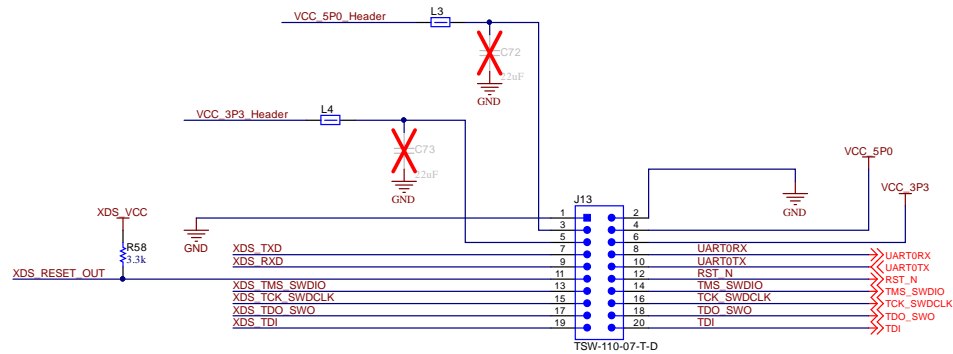 L3
VCC_5P0_Header
C72
22uF
GND
L4
VCC_3P3_Header
C73
22uF
GND
VCC_5P0
VCC_3P3
GND
J13
XDS_VCC
1 2
GND
3 4
5 6
R58
3.3k
XDS_TXD 7 8 UART0RX UART0RX
XDS_RXD 9 10 UART0TX UART0TX
XDS_RESET_OUT 11 12 RST_N RST_N
XDS_TMS_SWDIO 13 14 TMS_SWDIO TMS_SWDIO
XDS_TCK_SWDCLK 15 16 TCK_SWDCLK TCK_SWDCLK
XDS_TDO_SWO 17 18 TDO_SWO TDO_SWO
XDS_TDI 19 20 TDI TDI
TSW-110-07-T-D